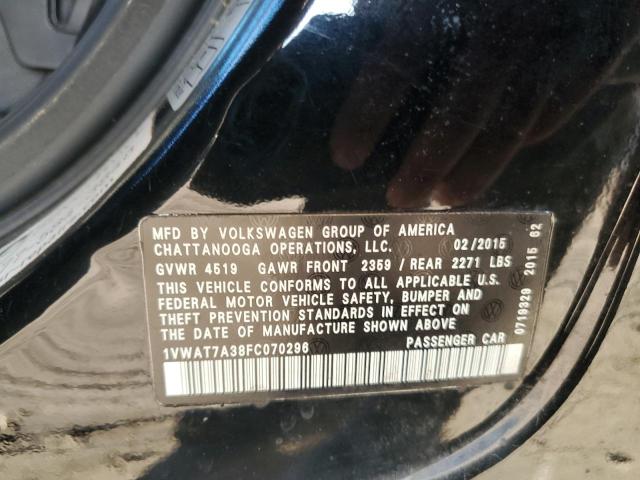 MFD BY VOLKSWAGEN GROUP OF AMERICA
CHATTANOOGA OPERATIONS, LLC. 02/2015
GVWR 4519 GAWR FRONT 2359 / REAR 2271 LBS
THIS VEHICLE CONFORMS TO ALL APPLICABLE U.S.
FEDERAL MOTOR VEHICLE SAFETY, BUMPER AND
THEFT PREVENTION STANDARDS IN EFFECT ON
THE DATE OF MANUFACTURE SHOWN ABOVE
1VWAT7A38FC070296 PASSENGER CAR
0719329 2015 82